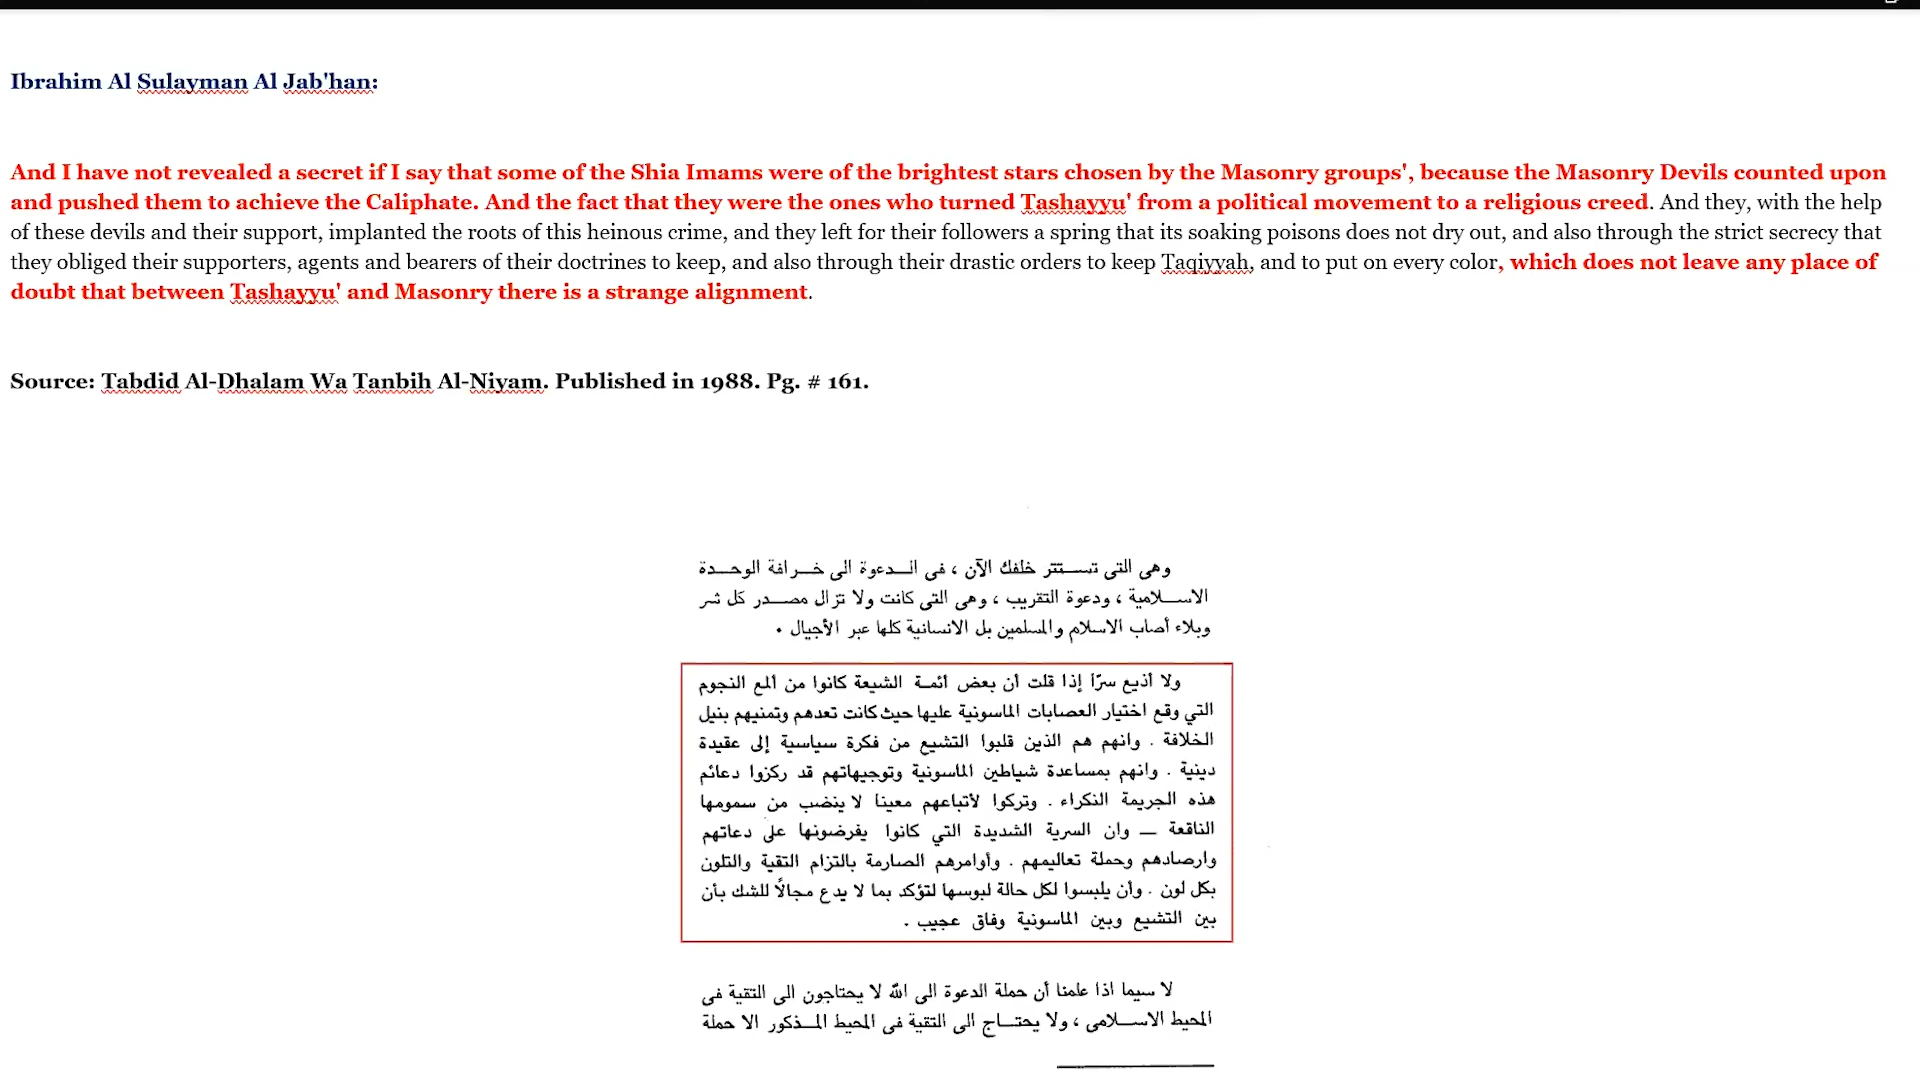 Ibrahim Al Sulayman Al Jab'han:
And I have not revealed a secret if I say that some of the Shia Imams were of the brightest stars chosen by the Masonry groups', because the Masonry Devils counted upon
and pushed them to achieve the Caliphate. And the fact that they were the ones who turned Tashayyu' from a political movement to a religious creed. And they, with the help
of these devils and their support, implanted the roots of this heinous crime, and they left for their followers a spring that its soaking poisons does not dry out, and also through the strict secrecy that
they obliged their supporters, agents and bearers of their doctrines to keep, and also through their drastic orders to keep Taqiyyah, and to put on every color, which does not leave any place of
doubt that between Tashayyu' and Masonry there is a strange alignment.
Source: Tabdid Al-Dhalam Wa Tanbih Al-Niyam. Published in 1988. Pg. # 161.
وهى التى تستتر خلفك الآن ، فى الدعوة الى خرافة الوحدة
الاسلامية ، ودعوة التقريب ، وهى التى كانت ولا تزال مصدر كل شر
وبلاء أصاب الاسلام والمسلمين بل الانسانية كلها عبر الأجيال .
ولا أذيع سرًا إذا قلت أن بعض أئمة الشيعة كانوا من ألمع النجوم
التي وقع اختيار العصابات الماسونية عليها حيث كانت تعدهم وتمنيهم بنيل
الخلافة . وانهم هم الذين قلبوا التشيع من فكرة سياسية إلى عقيدة
دينية . وانهم بمساعدة شياطين الماسونية وتوجيهاتهم قد ركزوا دعائم
هذه الجريمة النكراء . وتركوا لأتباعهم معينا لا ينضب من سمومها
الناقعة — وان السرية الشديدة التي كانوا يفرضونها على دعاتهم
وارصادهم وحملة تعاليمهم . وأوامرهم الصارمة بالتزام التقية والتلون
بكل لون . وأن يلبسوا لكل حالة لبوسها لتؤكد بما لا يدع مجالًا للشك بأن
بين التشيع وبين الماسونية وفاق عجيب .
لا سيما اذا علمنا أن حملة الدعوة الى الله لا يحتاجون الى التقية فى
المحيط الاسلامى ، ولا يحتاج الى التقية فى المحيط المذكور الا حملة